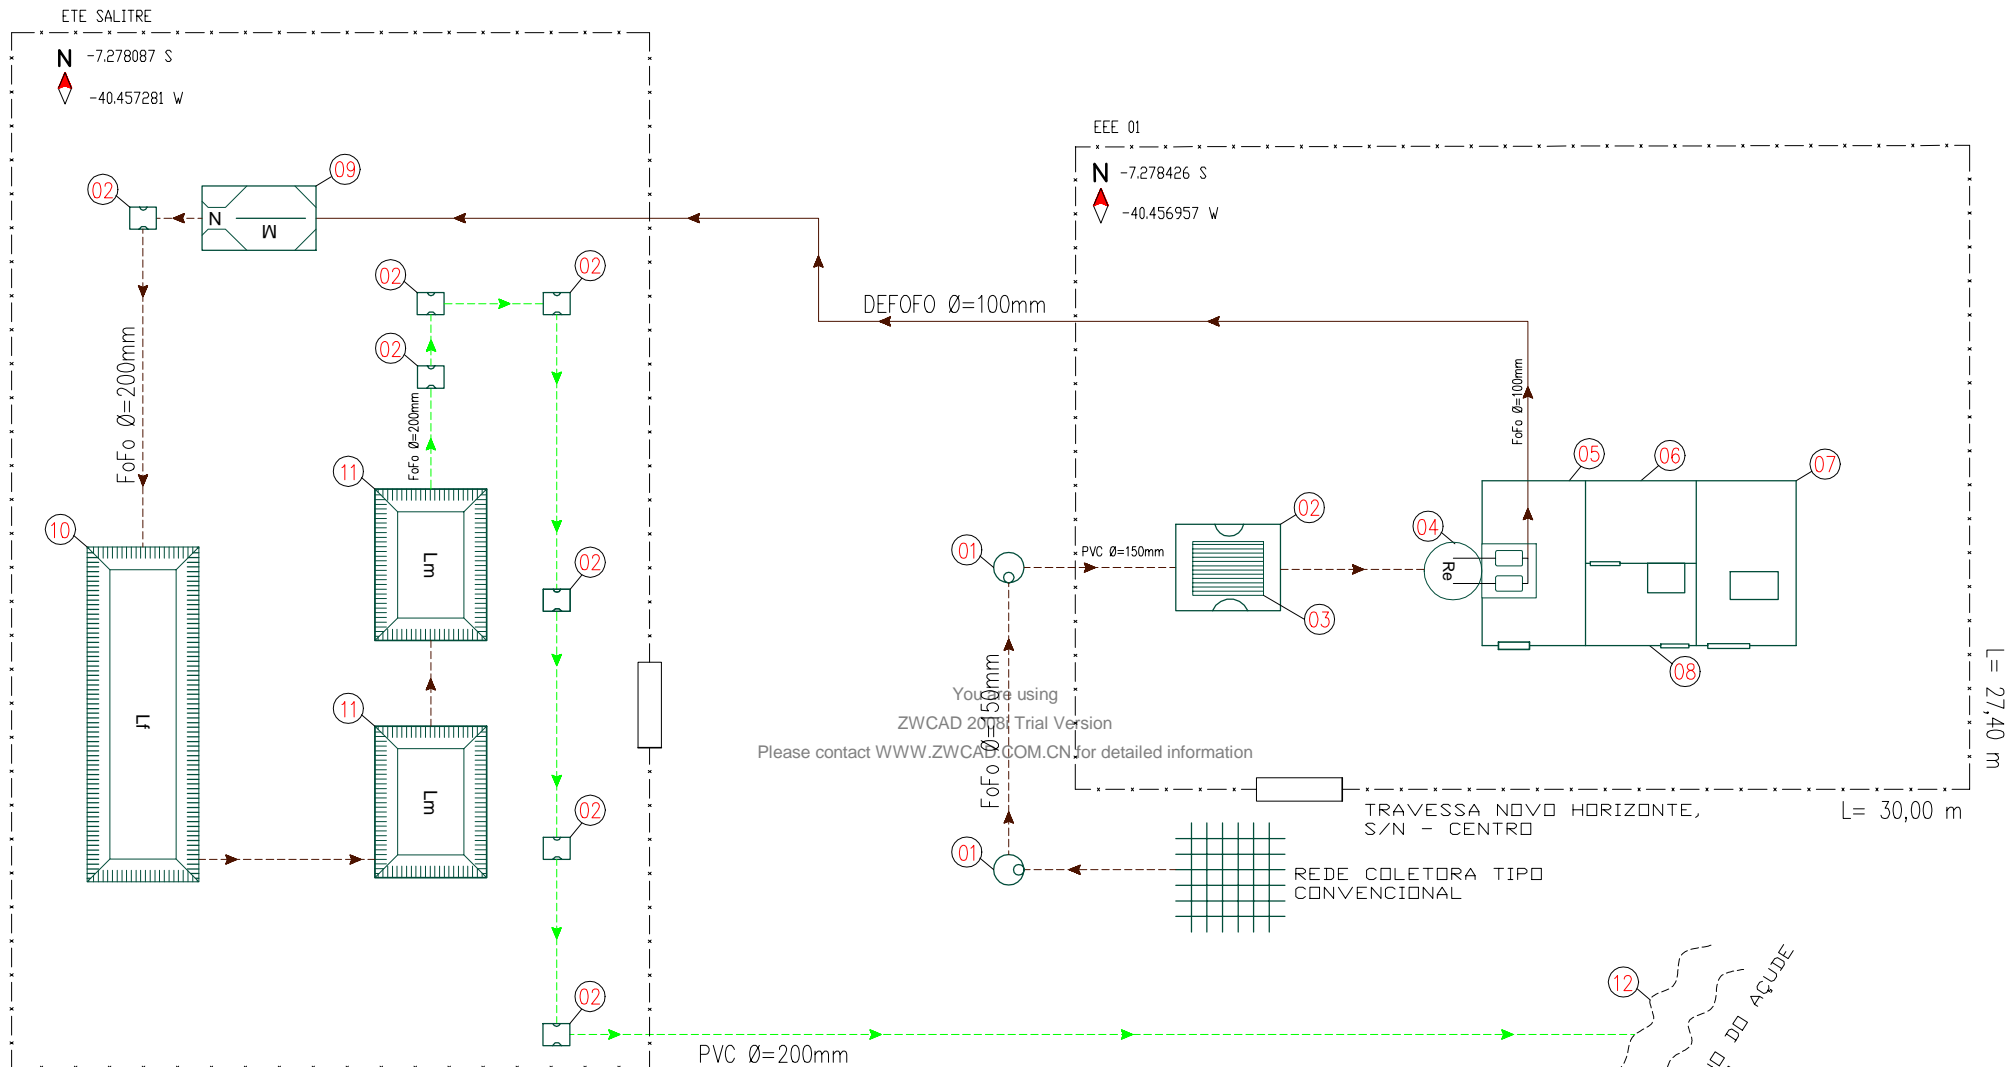 ETE SALITRE
N -7.278087 S
-40.457281 W
EEE 01
N -7.278426 S
-40.456957 W
09
02
N
M
02
02
DEFOFO Ø=100mm
02
FoFo Ø=200mm
FoFo Ø=200mm
FoFo Ø=100mm
11
05
06
07
10
02
04
01
PVC Ø=150mm
Lm
02
Re
03
08
FoFo Ø=150mm
L= 27,40 m
You are using
ZWCAD 2008 Trial Version
Please contact WWW.ZWCAD.COM.CN for detailed information
11
Lf
Lm
02
TRAVESSA NOVO HORIZONTE,
S/N - CENTRO
L= 30,00 m
01
REDE COLETORA TIPO
CONVENCIONAL
02
12
DO AÇUDE
PVC Ø=200mm